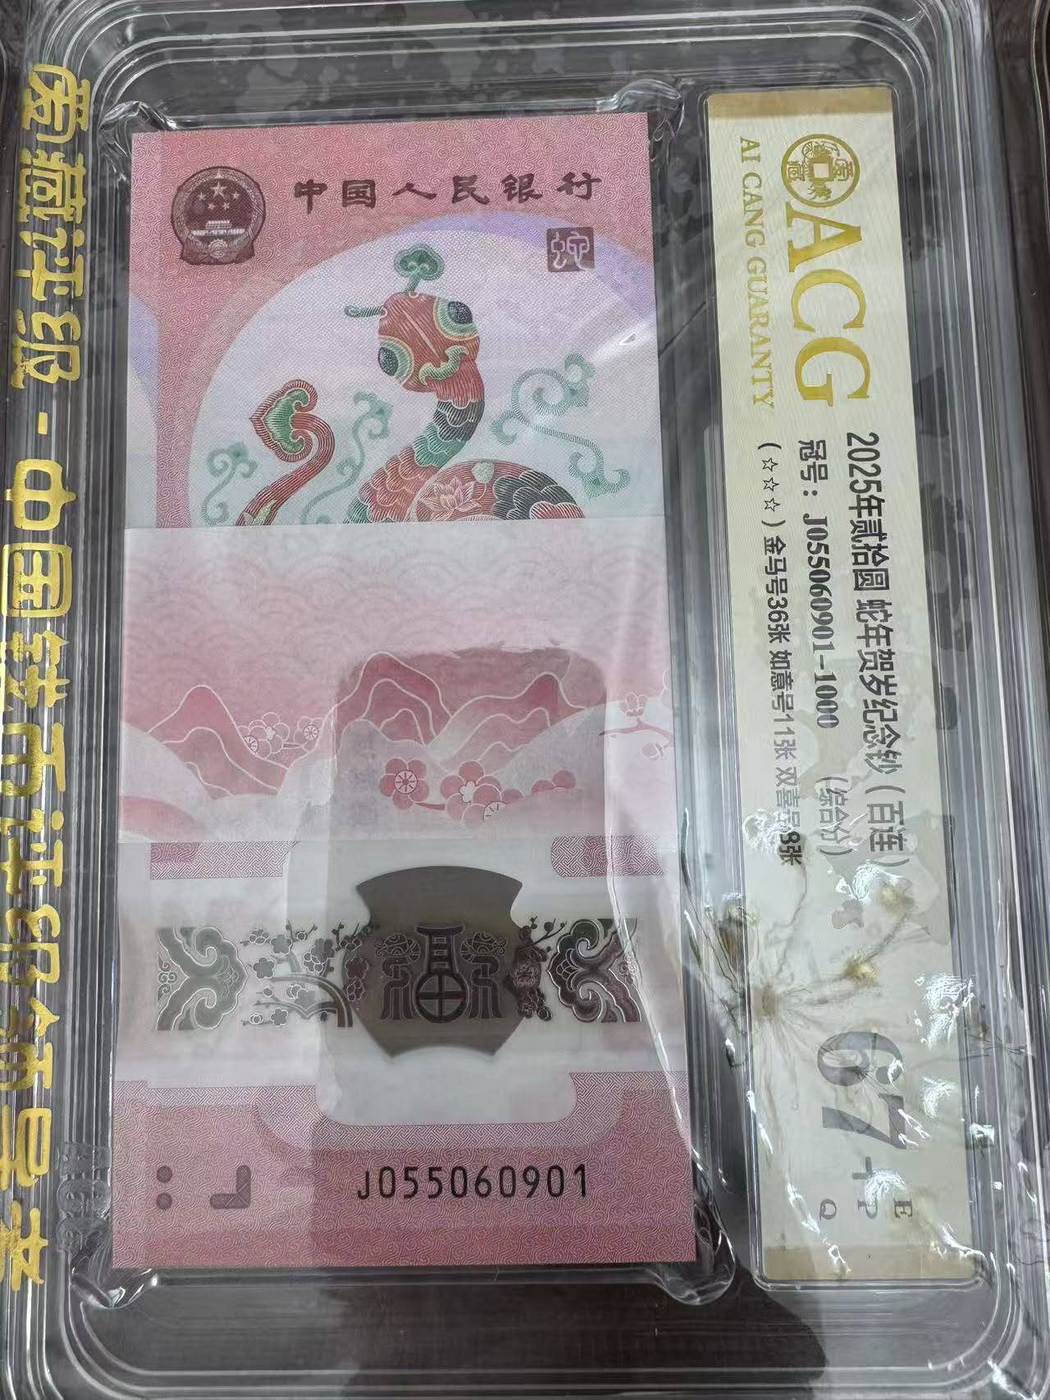 爱藏评级 - 中国钱币评级领导者
中国人民银行
J055060901
ACG
AI CANG GUARANTY
2025年贰拾圆 蛇年贺岁纪念钞（百连）
冠号：J055060901-1000 （综合分）
（☆☆☆）金马号36张 如意号11张 双喜号8张
67+
E
P
Q